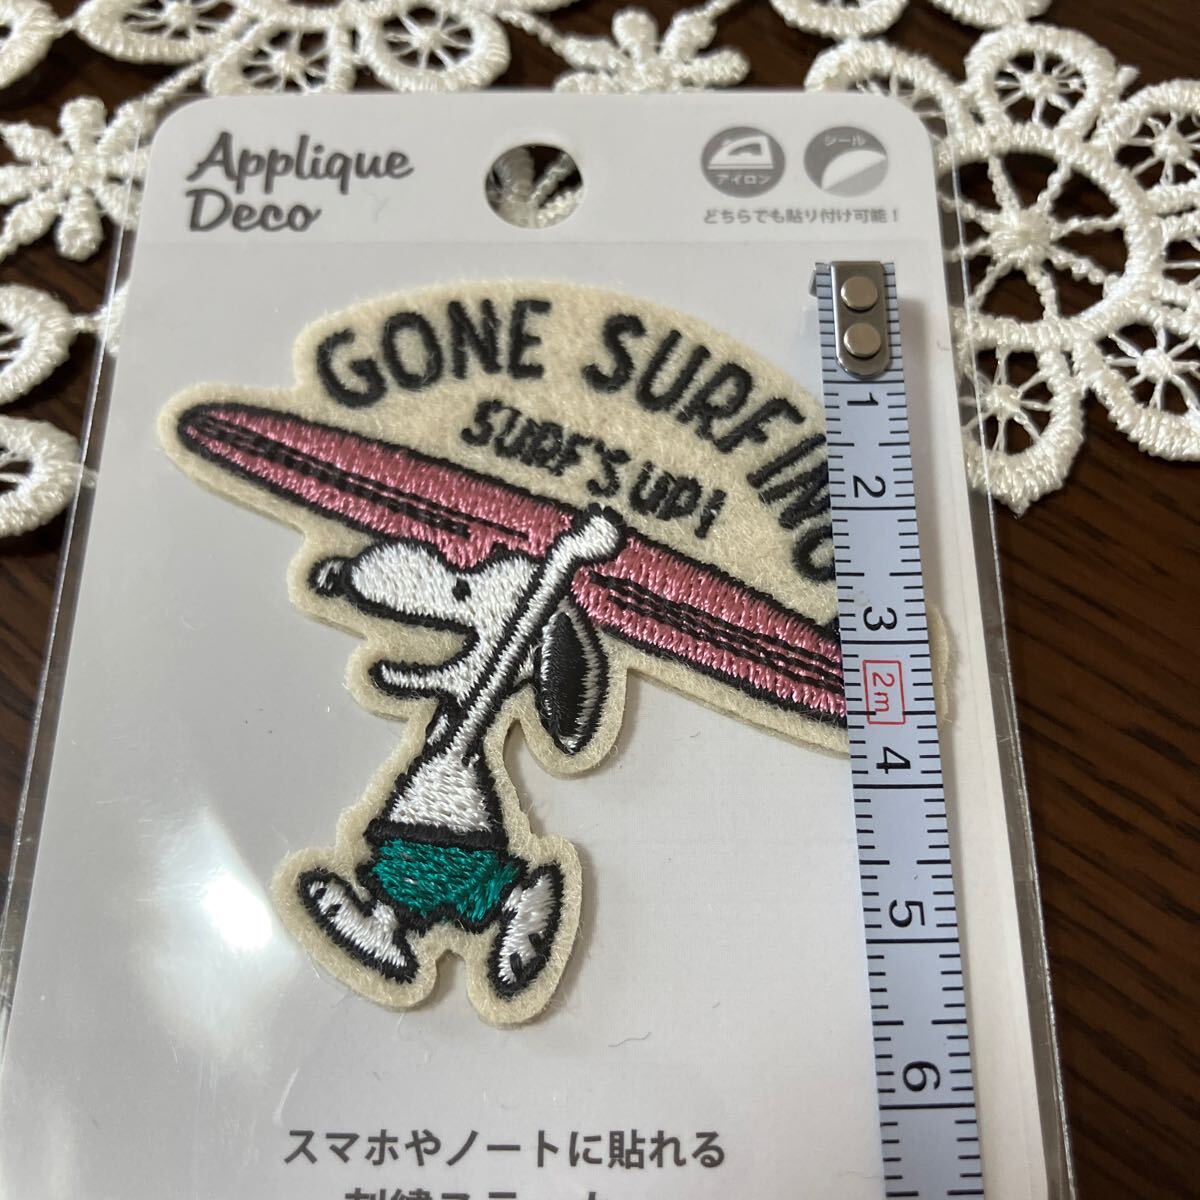 Applique
Deco
アイロン
シール
どちらでも貼り付け可能！
GONE SURFING
SURF'S UP!
1
2
3
2m
4
5
6
スマホやノートに貼れる